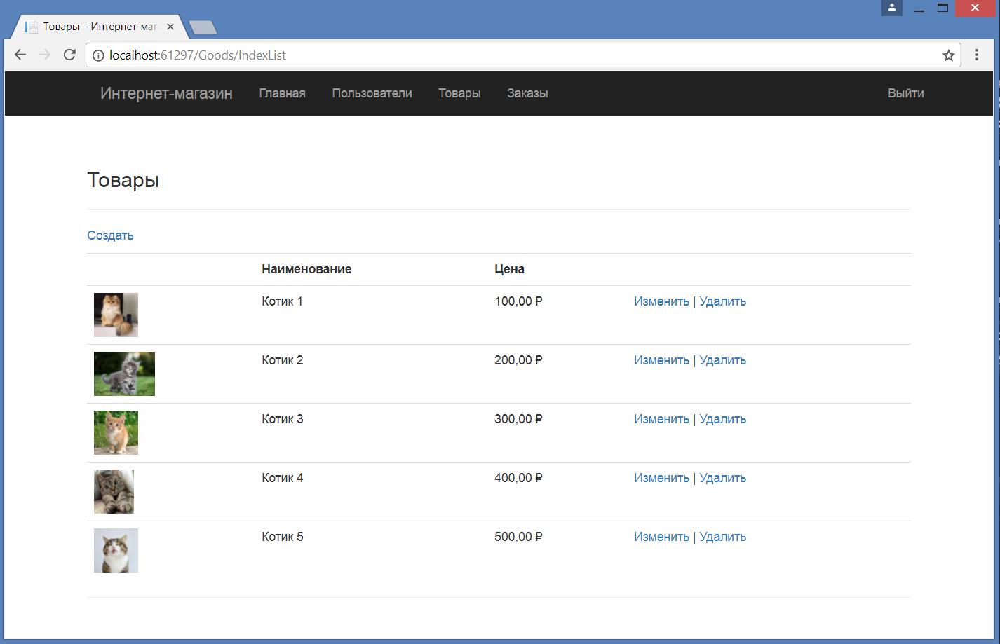 Товары – Интернет-маг
localhost:61297/Goods/IndexList
Интернет-магазин Главная Пользователи Товары Заказы Выйти
Товары
Создать
Наименование Цена
Котик 1 100,00 ₽ Изменить | Удалить
Котик 2 200,00 ₽ Изменить | Удалить
Котик 3 300,00 ₽ Изменить | Удалить
Котик 4 400,00 ₽ Изменить | Удалить
Котик 5 500,00 ₽ Изменить | Удалить